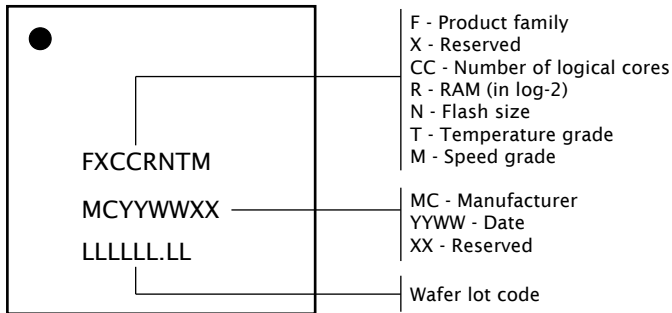 F - Product family
X - Reserved
CC - Number of logical cores
R - RAM (in log-2)
N - Flash size
T - Temperature grade
M - Speed grade
FXCCRNTM
MCYYWWXX
MC - Manufacturer
YYWW - Date
XX - Reserved
LLLLLL.LL
Wafer lot code